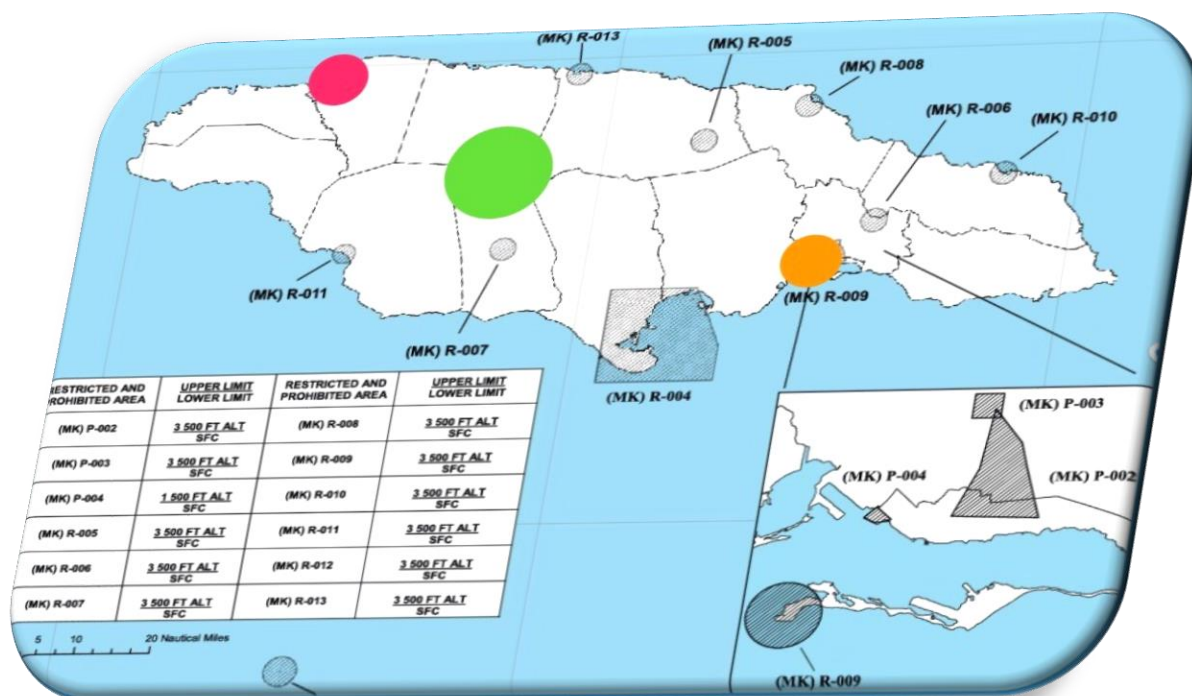 (MK) R-013
(MK) R-005
(MK) R-008
(MK) R-006
(MK) R-010
(MK) R-011
(MK) R-009
(MK) R-007
(MK) R-004
RESTRICTED AND PROHIBITED AREA UPPER LIMIT LOWER LIMIT RESTRICTED AND PROHIBITED AREA UPPER LIMIT LOWER LIMIT
(MK) P-002 3 500 FT ALT SFC (MK) R-008 3 500 FT ALT SFC
(MK) P-003 3 500 FT ALT SFC (MK) R-009 3 500 FT ALT SFC
(MK) P-004 1 500 FT ALT SFC (MK) R-010 3 500 FT ALT SFC
(MK) R-005 3 500 FT ALT SFC (MK) R-011 3 500 FT ALT SFC
(MK) R-006 3 500 FT ALT SFC (MK) R-012 3 500 FT ALT SFC
(MK) R-007 3 500 FT ALT SFC (MK) R-013 3 500 FT ALT SFC
5 10 20 Nautical Miles
(MK) P-003
(MK) P-004
(MK) P-002
(MK) R-009